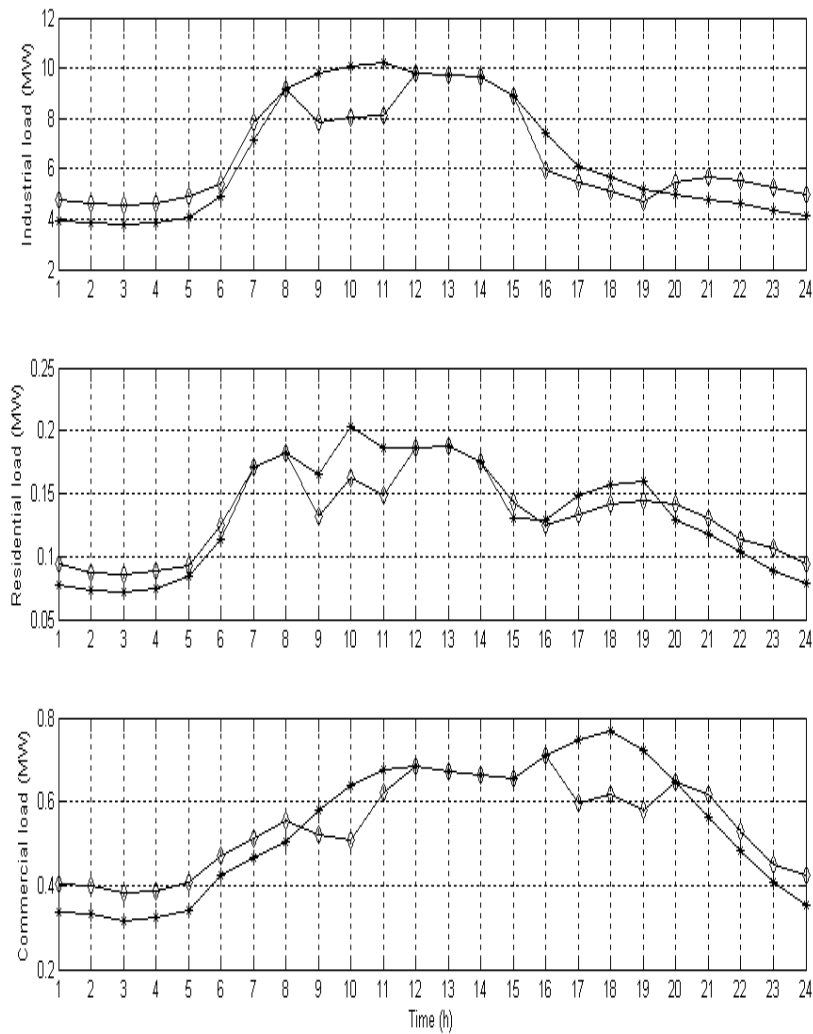 Industrial load (MW)
12
10
8
6
4
2
1 2 3 4 5 6 7 8 9 10 11 12 13 14 15 16 17 18 19 20 21 22 23 24
Residential load (MW)
0.25
0.2
0.15
0.1
0.05
1 2 3 4 5 6 7 8 9 10 11 12 13 14 15 16 17 18 19 20 21 22 23 24
Commercial load (MW)
0.8
0.6
0.4
0.2
1 2 3 4 5 6 7 8 9 10 11 12 13 14 15 16 17 18 19 20 21 22 23 24
Time (h)